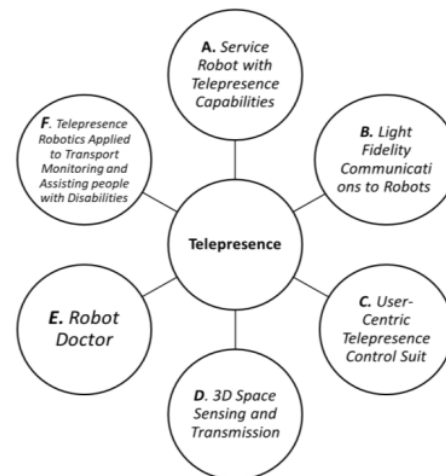 A. Service
Robot with
Telepresence
Capabilities
B. Light
Fidelity
Communicati
ons to Robots
C. User-
Centric
Telepresence
Control Suit
D. 3D Space
Sensing and
Transmission
E. Robot
Doctor
F. Telepresence
Robotics Applied
to Transport
Monitoring and
Assisting people
with Disabilities
Telepresence